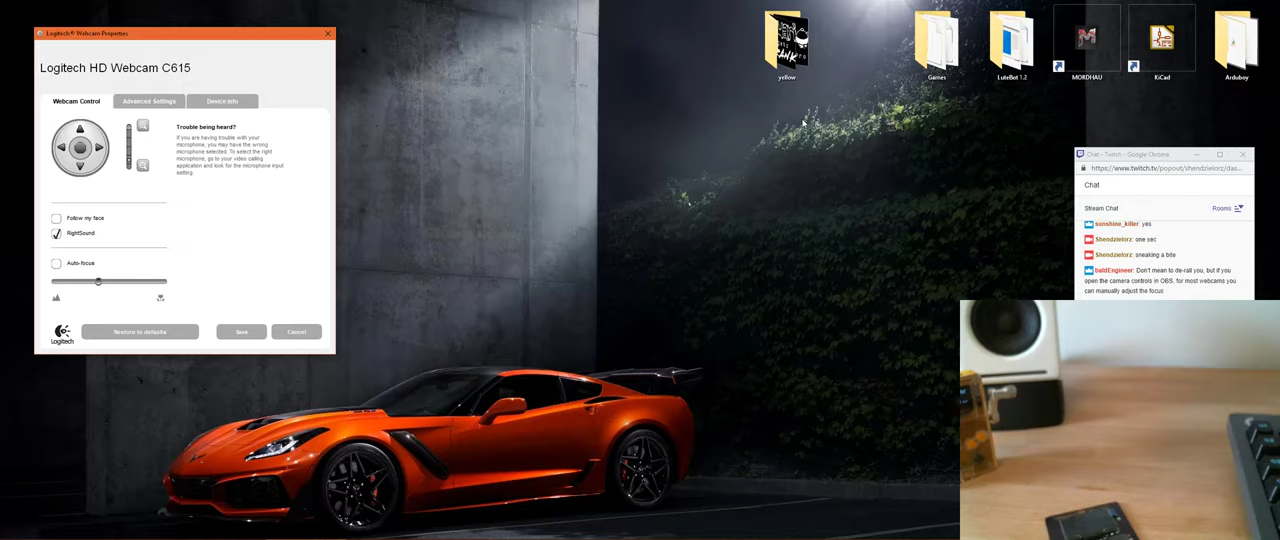 Logitech® Webcam Properties
Logitech HD Webcam C615
Webcam Control
Advanced Settings
Device Info
Trouble being heard?
If you are having trouble with your
microphone, you may have the wrong
microphone selected. To select the right
microphone, go to your video calling
application and look for the microphone input
setting.
Follow my face
RightSound
Auto-focus
Logitech
Restore to defaults
Save
Cancel
yellow
Games
LuteBot 1.2
MORDHAU
KiCad
Arduboy
Chat - Twitch - Google Chrome
https://www.twitch.tv/popout/shendzielorz/das...
Chat
Stream Chat
Rooms
sunshine_killer: yes
Shendzielorz: one sec
Shendzielorz: sneaking a bite
baldEngineer: Don't mean to de-rail you, but if you
open the camera controls in OBS, for most webcams you
can manually adjust the focus